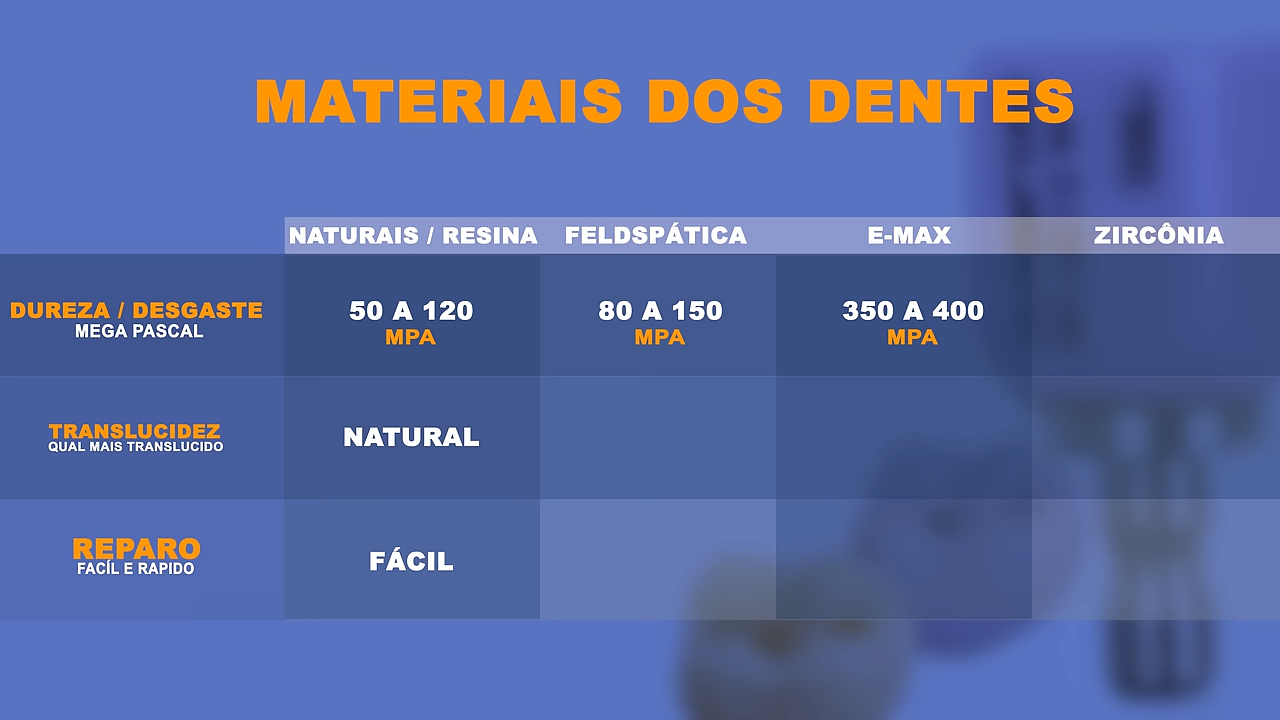 MATERIAIS DOS DENTES
NATURAIS / RESINA FELDSPÁTICA E-MAX ZIRCÔNIA
DUREZA / DESGASTE
MEGA PASCAL
50 A 120
MPA
80 A 150
MPA
350 A 400
MPA
TRANSLUCIDEZ
QUAL MAIS TRANSLUCIDO
NATURAL
REPARO
FACÍL E RAPIDO
FÁCIL